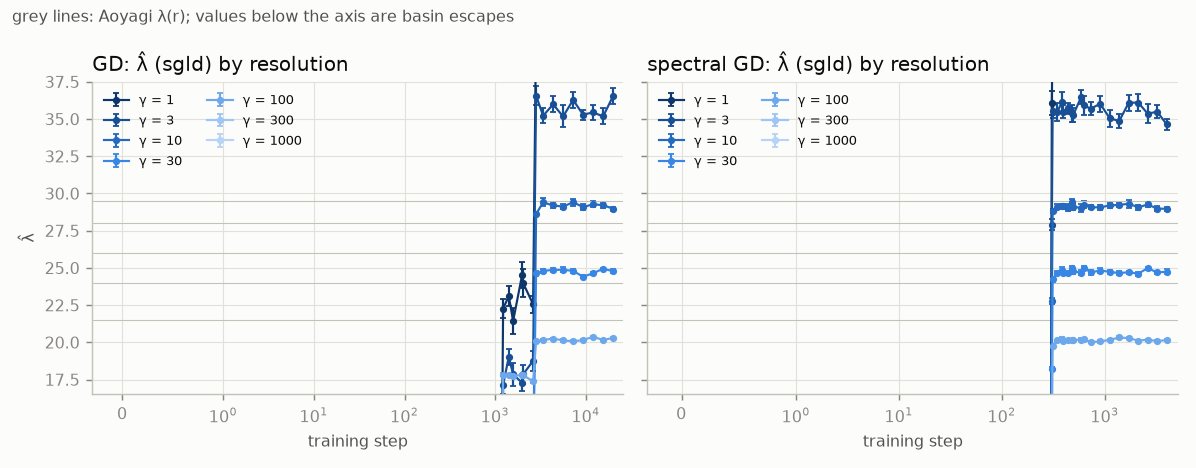 grey lines: Aoyagi λ(r); values below the axis are basin escapes
GD: λ̂ (sgld) by resolution
37.5
35.0
32.5
30.0
27.5
25.0
22.5
20.0
17.5
λ̂
γ = 1
γ = 3
γ = 10
γ = 30
γ = 100
γ = 300
γ = 1000
0
10⁰
10¹
10²
10³
10⁴
training step
spectral GD: λ̂ (sgld) by resolution
γ = 1
γ = 3
γ = 10
γ = 30
γ = 100
γ = 300
γ = 1000
0
10⁰
10¹
10²
10³
training step